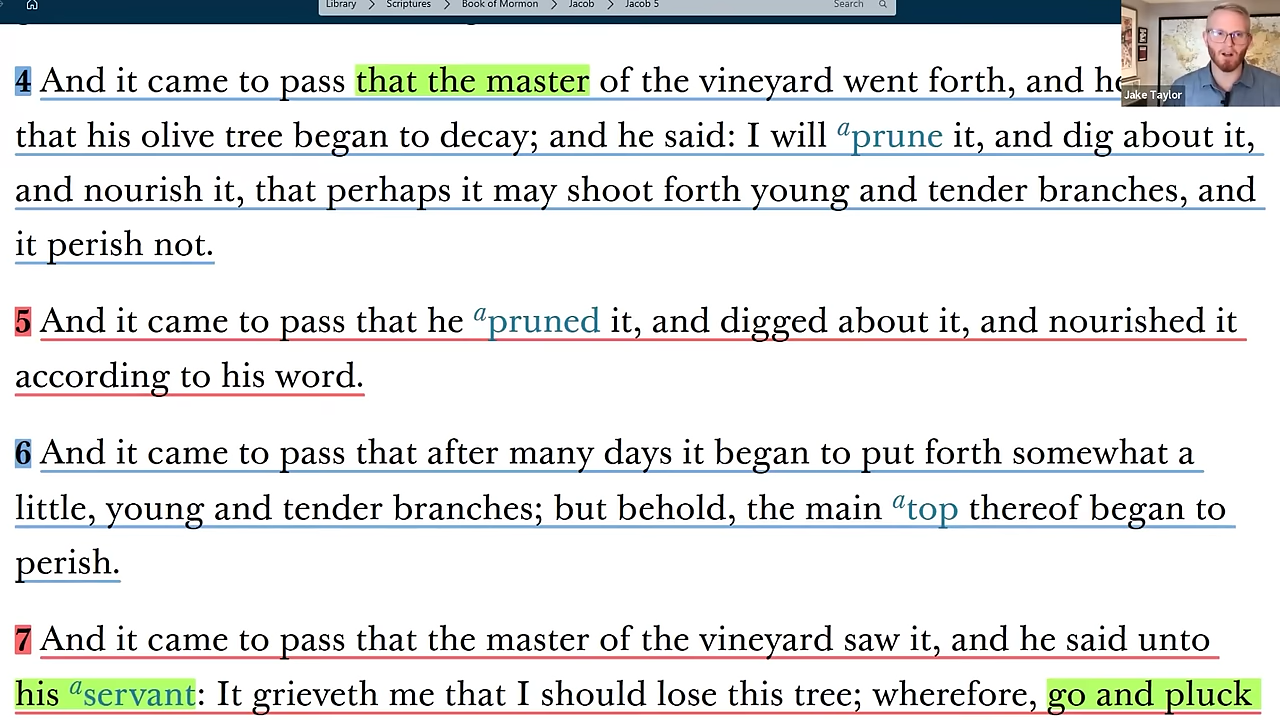 Library > Scriptures > Book of Mormon > Jacob > Jacob 5 Search
Jake Taylor
4 And it came to pass that the master of the vineyard went forth, and he
that his olive tree began to decay; and he said: I will a prune it, and dig about it,
and nourish it, that perhaps it may shoot forth young and tender branches, and
it perish not.
5 And it came to pass that he a pruned it, and digged about it, and nourished it
according to his word.
6 And it came to pass that after many days it began to put forth somewhat a
little, young and tender branches; but behold, the main a top thereof began to
perish.
7 And it came to pass that the master of the vineyard saw it, and he said unto
his a servant: It grieveth me that I should lose this tree; wherefore, go and pluck